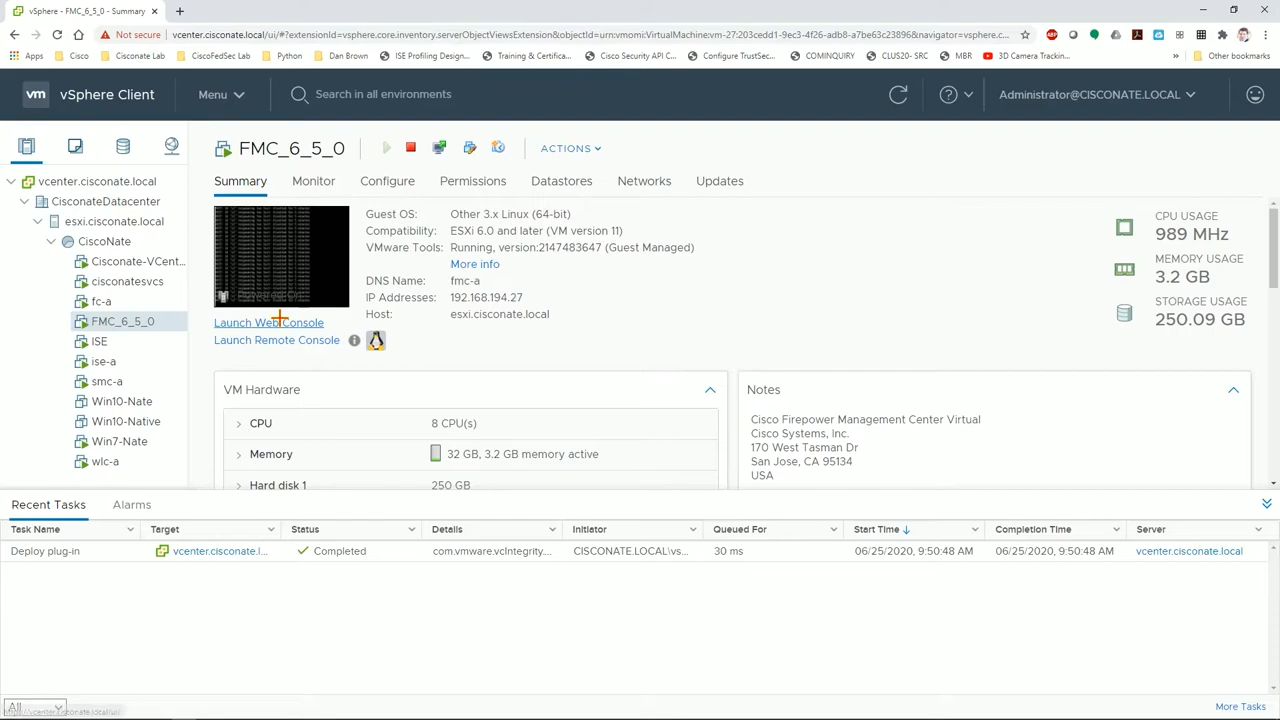 vSphere - FMC_6_5_0 - Summary
Not secure
vcenter.cisconate.local/ui/#?extensionId=vsphere.core.inventory.serverObjectViewsExtension&objectId=urn:vmomi:VirtualMachine:vm-27:203cedd1-9ec3-4f26-adb8-a7be63c23896&navigator=vsphere.c...
Apps Cisco Cisconate Lab CiscoFedSec Lab Python Dan Brown ISE Profiling Design... Training & Certifica... Cisco Security API C... Configure TrustSec... COMINQUIRY CLUS20- SRC MBR 3D Camera Trackin... » Other bookmarks
vm vSphere Client Menu Search in all environments Administrator@CISCONATE.LOCAL
FMC_6_5_0 ACTIONS
Summary Monitor Configure Permissions Datastores Networks Updates
vcenter.cisconate.local
CisconateDatacenter
esxi.cisconate.local
CiscoNate
Cisconate-VCent...
cisconatesvcs
fc-a
FMC_6_5_0
ISE
ise-a
smc-a
Win10-Nate
Win10-Native
Win7-Nate
wlc-a
Launch Web Console
Launch Remote Console
Guest OS: Other 3.x Linux (64-bit)
Compatibility: ESXi 6.0 and later (VM version 11)
VMware Tools: Running, version:2147483647 (Guest Managed)
More info
DNS Name: fmc-a
IP Addresses: 192.168.194.27
Host: esxi.cisconate.local
CPU USAGE
989 MHz
MEMORY USAGE
3.2 GB
STORAGE USAGE
250.09 GB
VM Hardware
CPU 8 CPU(s)
Memory 32 GB, 3.2 GB memory active
Hard disk 1 250 GB
Notes
Cisco Firepower Management Center Virtual
Cisco Systems, Inc.
170 West Tasman Dr
San Jose, CA 95134
USA
Recent Tasks Alarms
Task Name Target Status Details Initiator Queued For Start Time Completion Time Server
Deploy plug-in vcenter.cisconate.l... Completed com.vmware.vcIntegrity.... CISCONATE.LOCAL\vs... 30 ms 06/25/2020, 9:50:48 AM 06/25/2020, 9:50:48 AM vcenter.cisconate.local
All
More Tasks